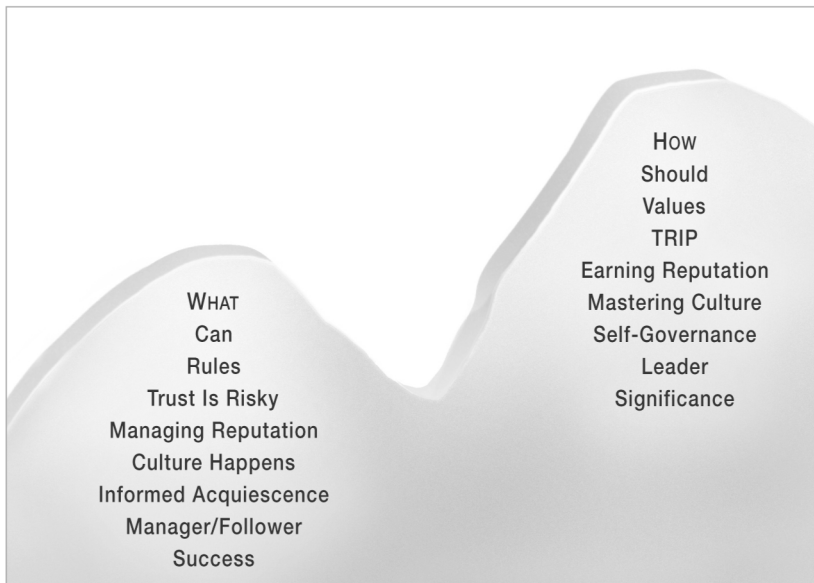 WHAT
Can
Rules
Trust Is Risky
Managing Reputation
Culture Happens
Informed Acquiescence
Manager/Follower
Success
HOW
Should
Values
TRIP
Earning Reputation
Mastering Culture
Self-Governance
Leader
Significance